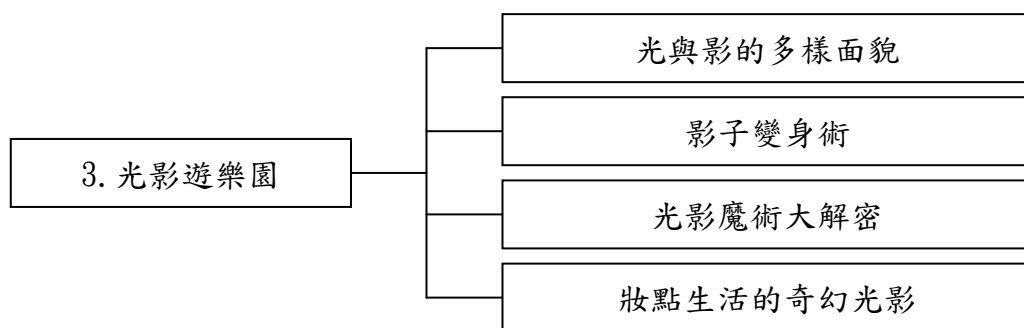 3.光影遊樂園
光與影的多樣面貌
影子變身術
光影魔術大解密
妝點生活的奇幻光影